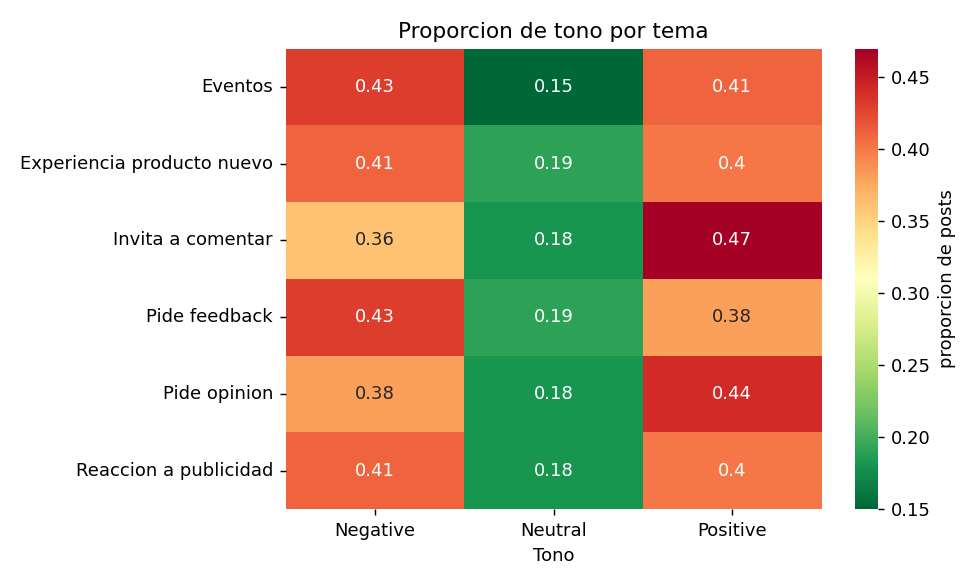 Proporcion de tono por tema
Eventos 0.43 0.15 0.41
Experiencia producto nuevo 0.41 0.19 0.4
Invita a comentar 0.36 0.18 0.47
Pide feedback 0.43 0.19 0.38
Pide opinion 0.38 0.18 0.44
Reaccion a publicidad 0.41 0.18 0.4
Negative Neutral Positive
Tono
0.45
0.40
0.35
0.30
0.25
0.20
0.15
proporcion de posts